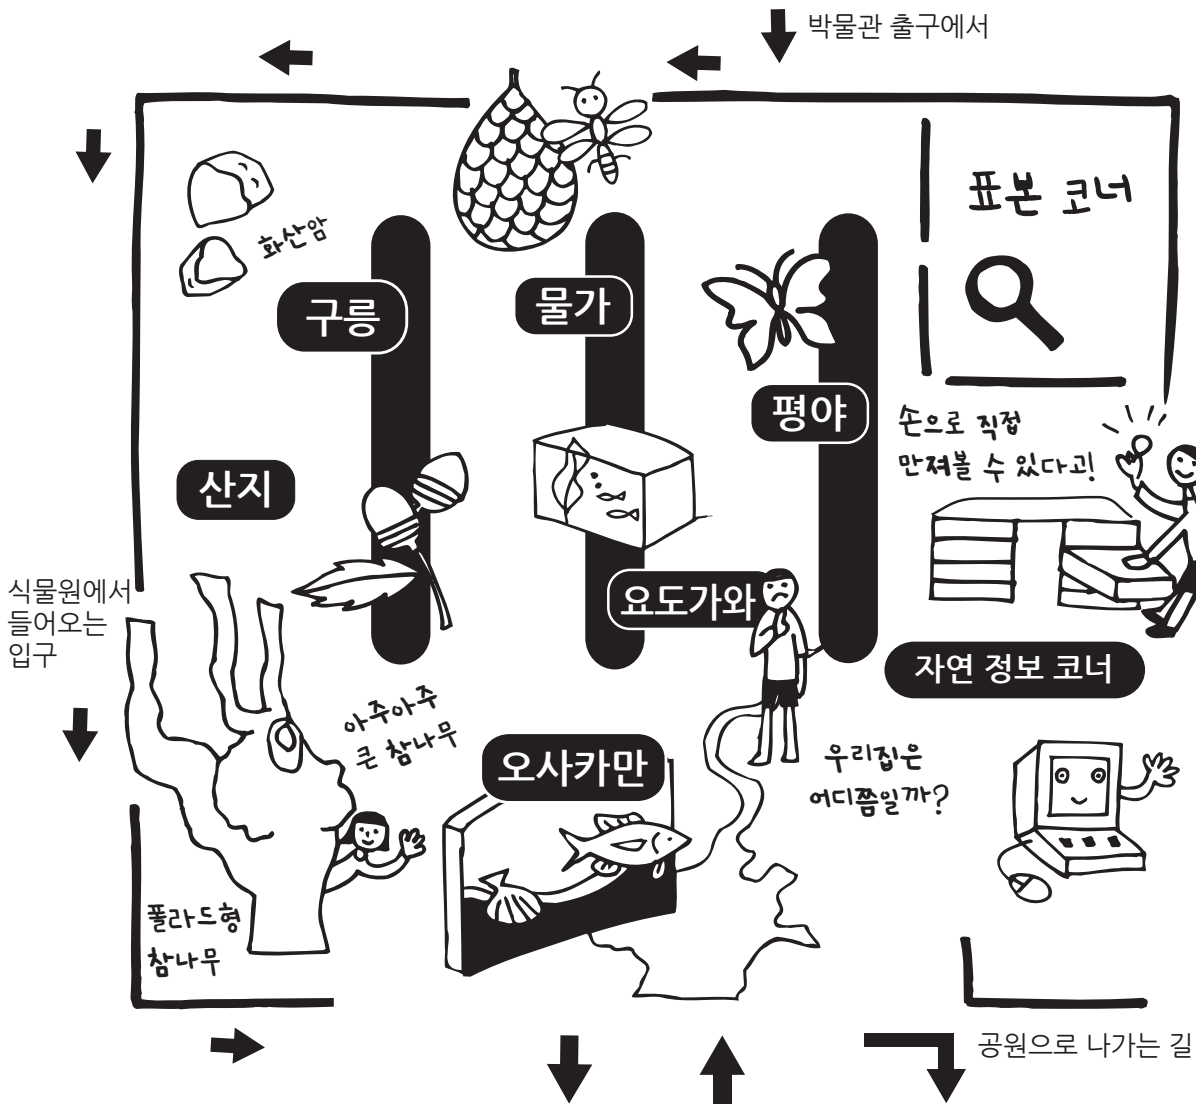 박물관 출구에서
표본 코너
화산암
구릉
물가
평야
손으로 직접
만져볼 수 있다고!
산지
식물원에서
들어오는
입구
요도가와
자연 정보 코너
아주아주
큰 참나무
오사카만
우리집은
어디쯤일까?
폴라드형
참나무
공원으로 나가는 길